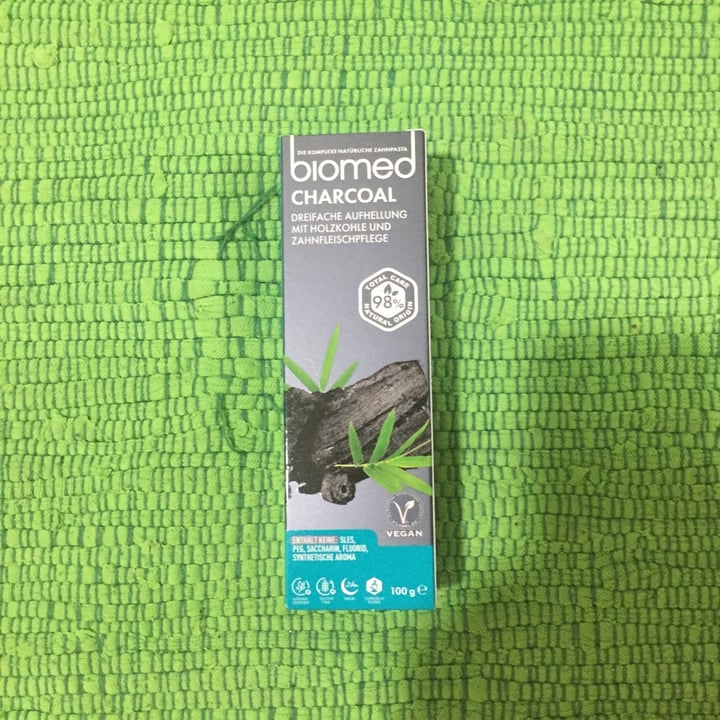 DIE KOMPLEXE NATÜRLICHE ZAHNPASTA
biomed
CHARCOAL
DREIFACHE AUFHELLUNG
MIT HOLZKOHLE UND
ZAHNFLEISCHPFLEGE
TOTAL CARE
98%
NATURAL ORIGIN
VEGAN
ENTHÄLT KEINE: SLES,
PEG, SACCHARIN, FLUORID,
SYNTHETISCHE AROMA
100 g ℮